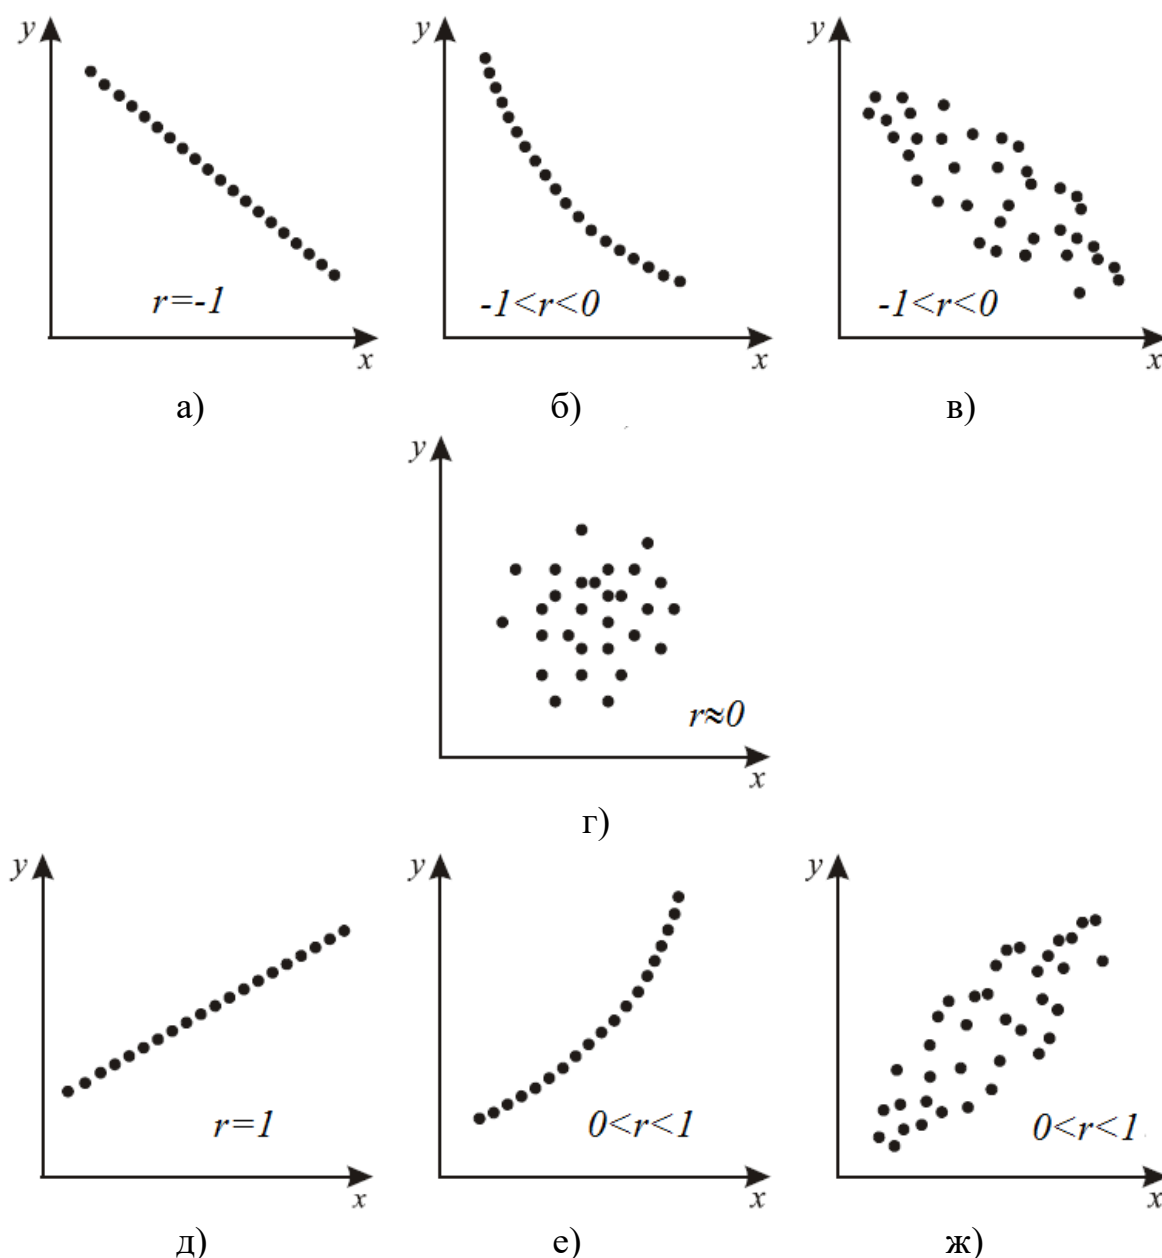 y y y
r=-1 -1<r<0 -1<r<0
x x x
а) б) в)
y
r≈0
x
г)
y y y
r=1 0<r<1 0<r<1
x x x
д) е) ж)